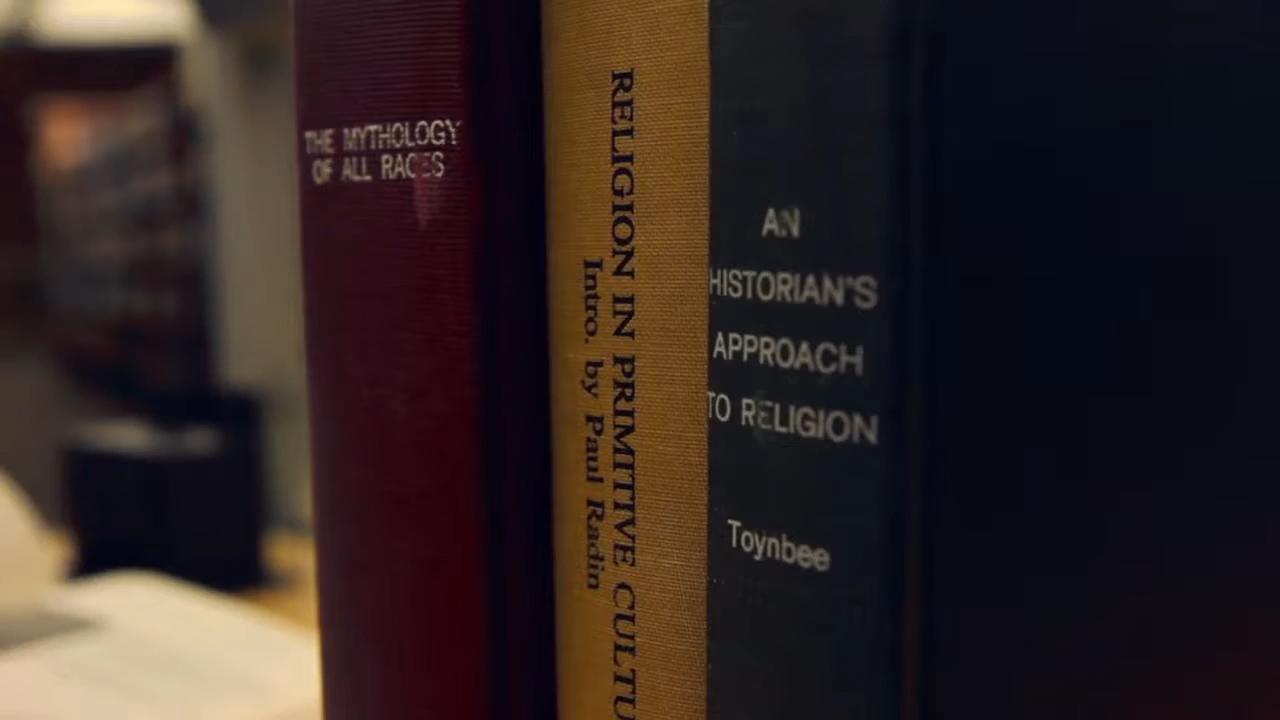 THE MYTHOLOGY
OF ALL RACES
RELIGION IN PRIMITIVE CULTU
Intro. by Paul Radin
AN
HISTORIAN'S
APPROACH
TO RELIGION
Toynbee